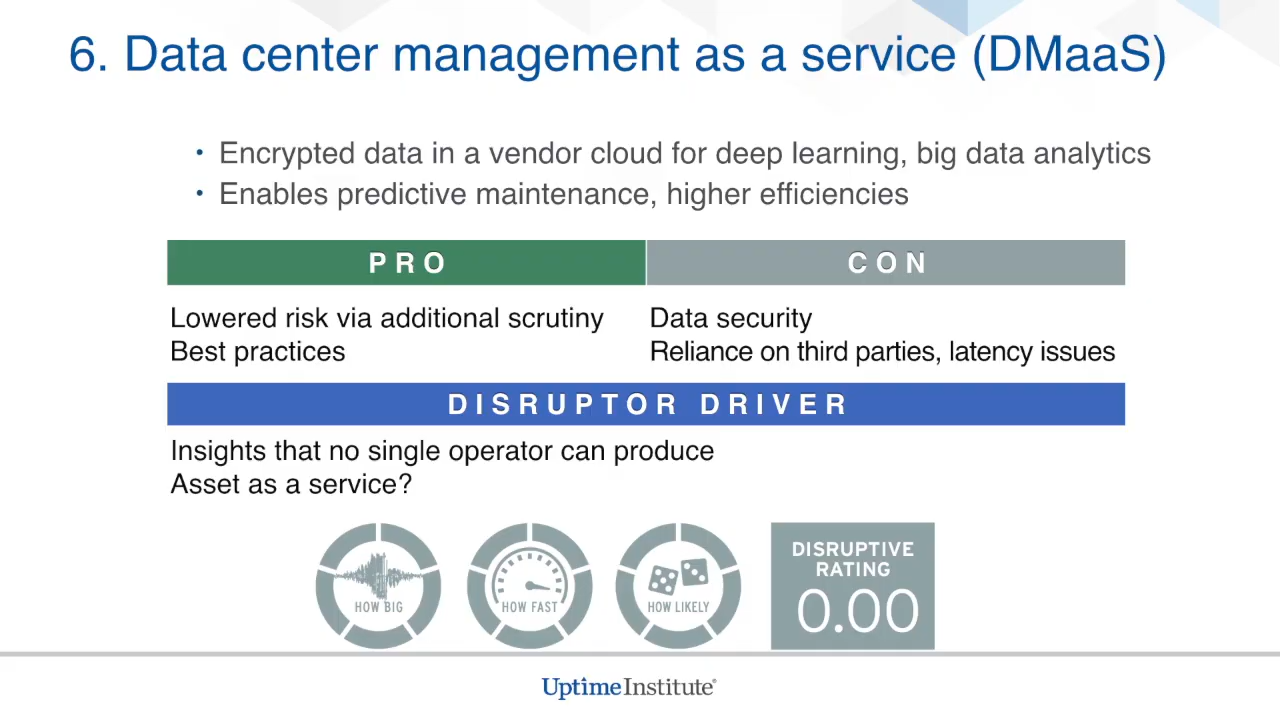 6. Data center management as a service (DMaaS)
• Encrypted data in a vendor cloud for deep learning, big data analytics
• Enables predictive maintenance, higher efficiencies
PRO
CON
Lowered risk via additional scrutiny
Best practices
Data security
Reliance on third parties, latency issues
DISRUPTOR DRIVER
Insights that no single operator can produce
Asset as a service?
HOW BIG
HOW FAST
HOW LIKELY
DISRUPTIVE
RATING
0.00
UptimeInstitute®